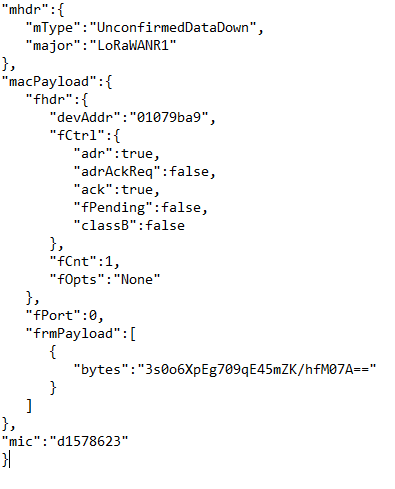 "mhdr":{
"mType":"UnconfirmedDataDown",
"major":"LoRaWANR1"
},
"macPayload":{
"fhdr":{
"devAddr":"01079ba9",
"fCtrl":{
"adr":true,
"adrAckReq":false,
"ack":true,
"fPending":false,
"classB":false
},
"fCnt":1,
"fOpts":"None"
},
"fPort":0,
"frmPayload":[
{
"bytes":"3s0o6XpEg709qE45mZK/hfM07A=="
}
]
},
"mic":"d1578623"
}